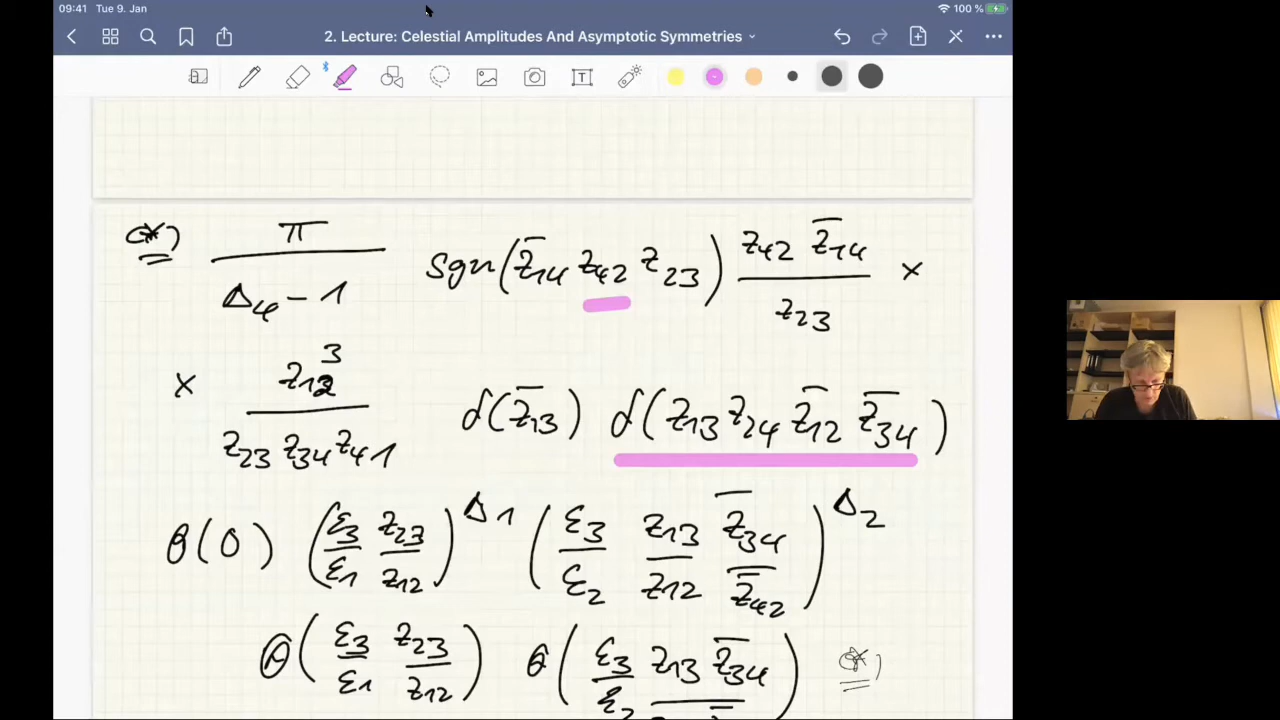 09:41 Tue 9. Jan 100 %
2. Lecture: Celestial Amplitudes And Asymptotic Symmetries
(*) π / (Δ₄ − 1) sgn(z̄₁₄ z₄₂ z₂₃) z₄₂ z̄₁₄ / z₂₃ ×
× z₁₂³ / (z₂₃ z₃₄ z₄₁) δ(z̄₁₃) δ(z₁₃ z₂₄ z̄₁₂ z̄₃₄)
θ(0) (ε₃/ε₁ z₂₃/z₁₂)^Δ₁ (ε₃/ε₂ z₁₃/z₁₂ z̄₃₄/z̄₄₂)^Δ₂
θ(ε₃/ε₁ z₂₃/z₁₂) θ(ε₃/ε₂ z₁₃ z̄₃₄) (*)